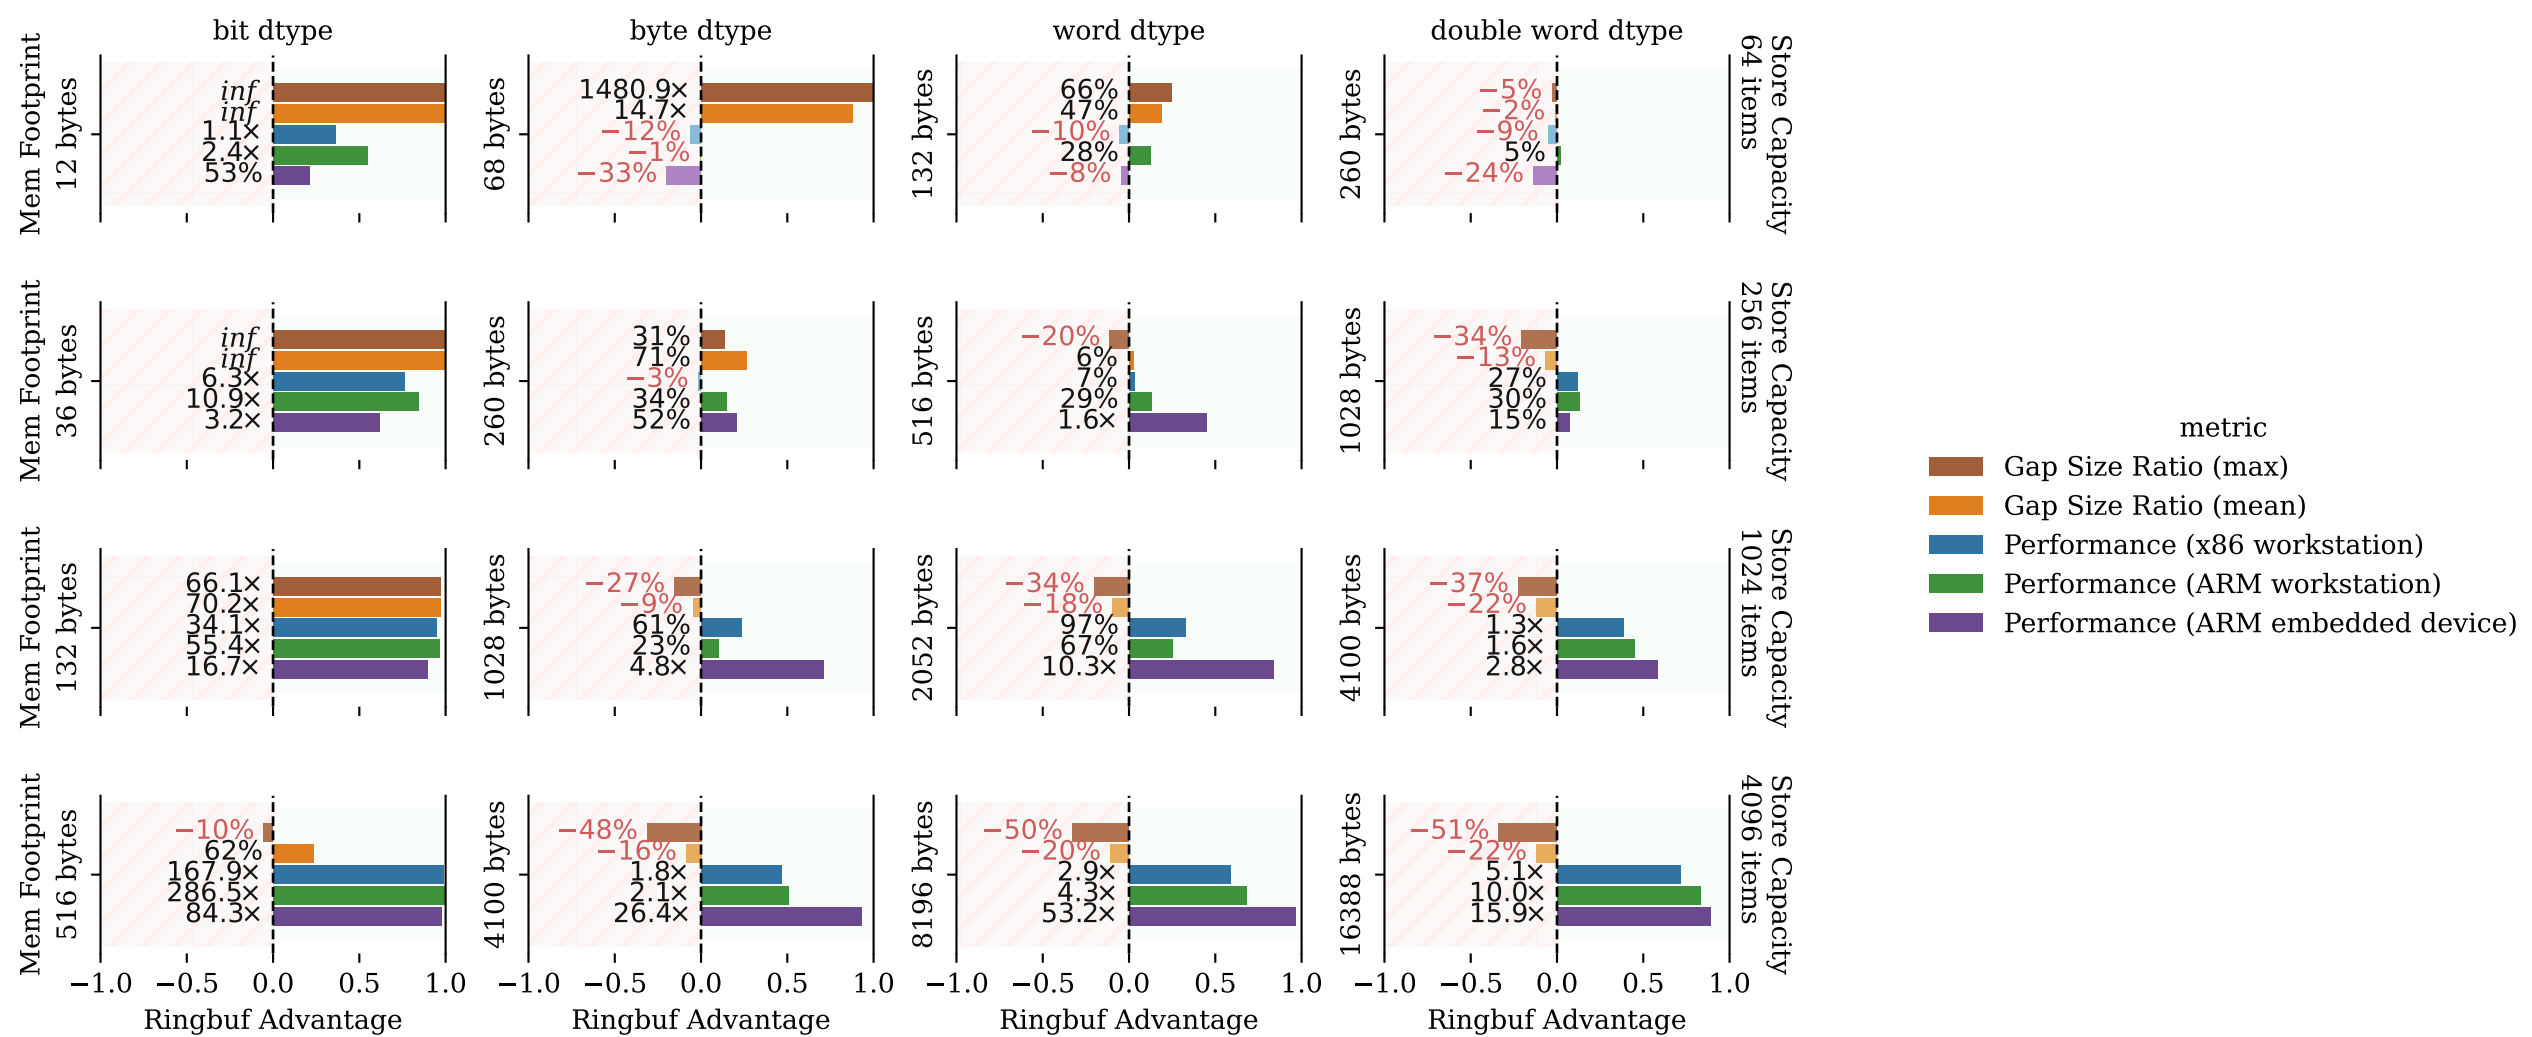 bit dtype
byte dtype
word dtype
double word dtype
Mem Footprint
12 bytes
inf
inf
1.1×
2.4×
53%
68 bytes
1480.9×
14.7×
−12%
−1%
−33%
132 bytes
66%
47%
−10%
28%
−8%
260 bytes
−5%
−2%
−9%
5%
−24%
Store Capacity
64 items
Mem Footprint
36 bytes
inf
inf
6.3×
10.9×
3.2×
260 bytes
31%
71%
−3%
34%
52%
516 bytes
−20%
6%
7%
29%
1.6×
1028 bytes
−34%
−13%
27%
30%
15%
Store Capacity
256 items
Mem Footprint
132 bytes
66.1×
70.2×
34.1×
55.4×
16.7×
1028 bytes
−27%
−9%
61%
23%
4.8×
2052 bytes
−34%
−18%
97%
67%
10.3×
4100 bytes
−37%
−22%
1.3×
1.6×
2.8×
Store Capacity
1024 items
Mem Footprint
516 bytes
−10%
62%
167.9×
286.5×
84.3×
4100 bytes
−48%
−16%
1.8×
2.1×
26.4×
8196 bytes
−50%
−20%
2.9×
4.3×
53.2×
16388 bytes
−51%
−22%
5.1×
10.0×
15.9×
Store Capacity
4096 items
−1.0 −0.5 0.0 0.5 1.0
−1.0 −0.5 0.0 0.5 1.0
−1.0 −0.5 0.0 0.5 1.0
−1.0 −0.5 0.0 0.5 1.0
Ringbuf Advantage
Ringbuf Advantage
Ringbuf Advantage
Ringbuf Advantage
metric
Gap Size Ratio (max)
Gap Size Ratio (mean)
Performance (x86 workstation)
Performance (ARM workstation)
Performance (ARM embedded device)